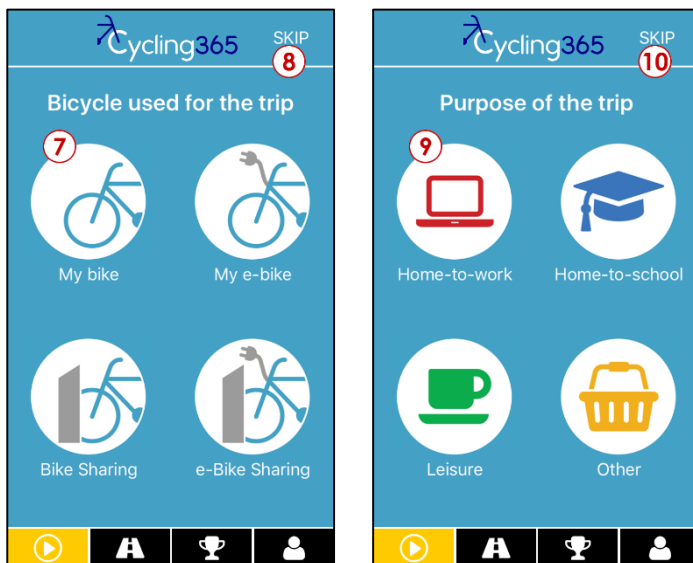 Cycling365
SKIP
8
Bicycle used for the trip
7
My bike
My e-bike
Bike Sharing
e-Bike Sharing
Cycling365
SKIP
10
Purpose of the trip
9
Home-to-work
Home-to-school
Leisure
Other